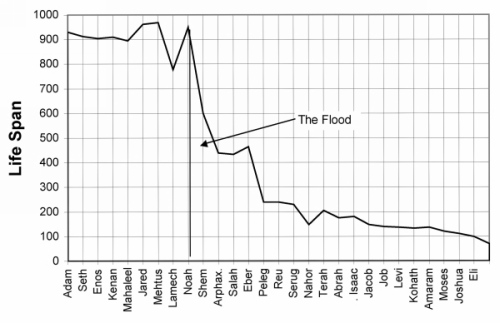 Life Span
1000
900
800
700
600
500
400
300
200
100
0
The Flood
Adam
Seth
Enos
Kenan
Mahaleel
Jared
Mehtus
Lamech
Noah
Shem
Arphax.
Salah
Eber
Peleg
Reu
Serug
Nahor
Terah
Abrah
. Isaac
Jacob
Job
Levi
Kohath
Amaram
Moses
Joshua
Eli